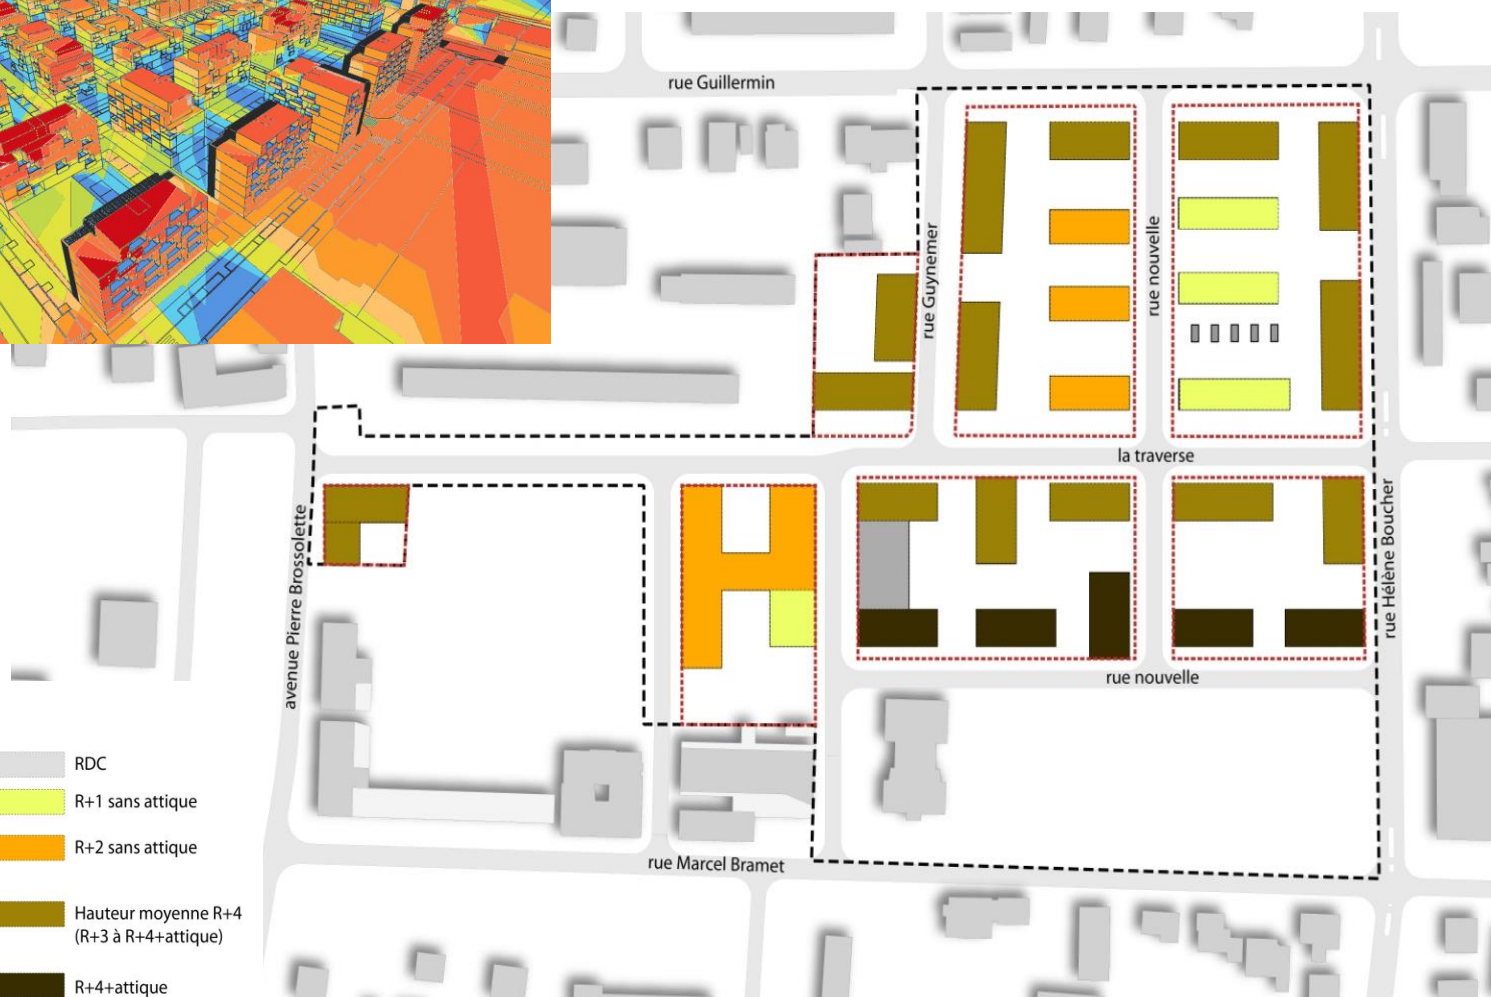 rue Guillermin
rue Guynemer
rue nouvelle
la traverse
avenue Pierre Brossolette
rue Hélène Boucher
rue nouvelle
rue Marcel Bramet
RDC
R+1 sans attique
R+2 sans attique
Hauteur moyenne R+4
(R+3 à R+4+attique)
R+4+attique